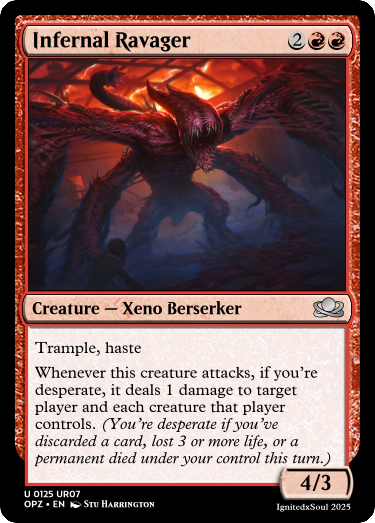 Infernal Ravager 2
Creature — Xeno Berserker
Trample, haste
Whenever this creature attacks, if you're
desperate, it deals 1 damage to target
player and each creature that player
controls. (You're desperate if you've
discarded a card, lost 3 or more life, or a
permanent died under your control this turn.)
4/3
U 0125 UR07
OPZ • EN Stu Harrington
IgnitedxSoul 2025